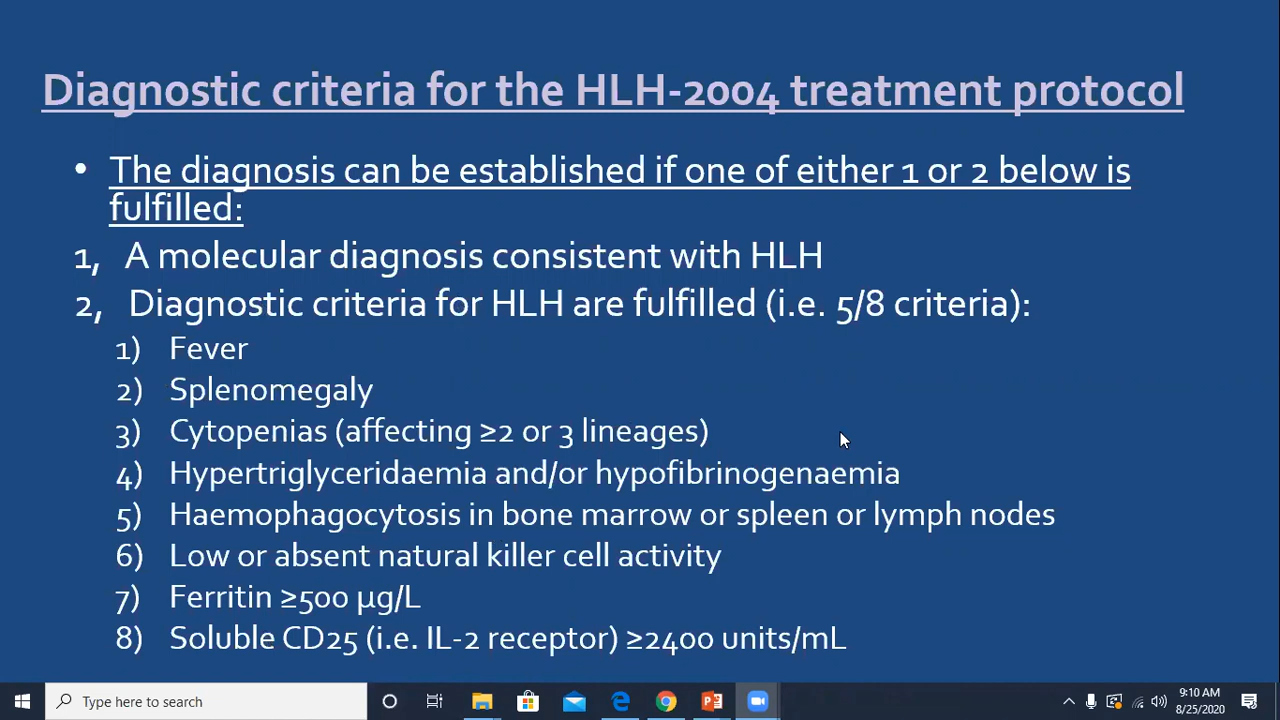 Diagnostic criteria for the HLH-2004 treatment protocol
• The diagnosis can be established if one of either 1 or 2 below is
fulfilled:
1, A molecular diagnosis consistent with HLH
2, Diagnostic criteria for HLH are fulfilled (i.e. 5/8 criteria):
1) Fever
2) Splenomegaly
3) Cytopenias (affecting ≥2 or 3 lineages)
4) Hypertriglyceridaemia and/or hypofibrinogenaemia
5) Haemophagocytosis in bone marrow or spleen or lymph nodes
6) Low or absent natural killer cell activity
7) Ferritin ≥500 µg/L
8) Soluble CD25 (i.e. IL-2 receptor) ≥2400 units/mL
Type here to search
9:10 AM
8/25/2020